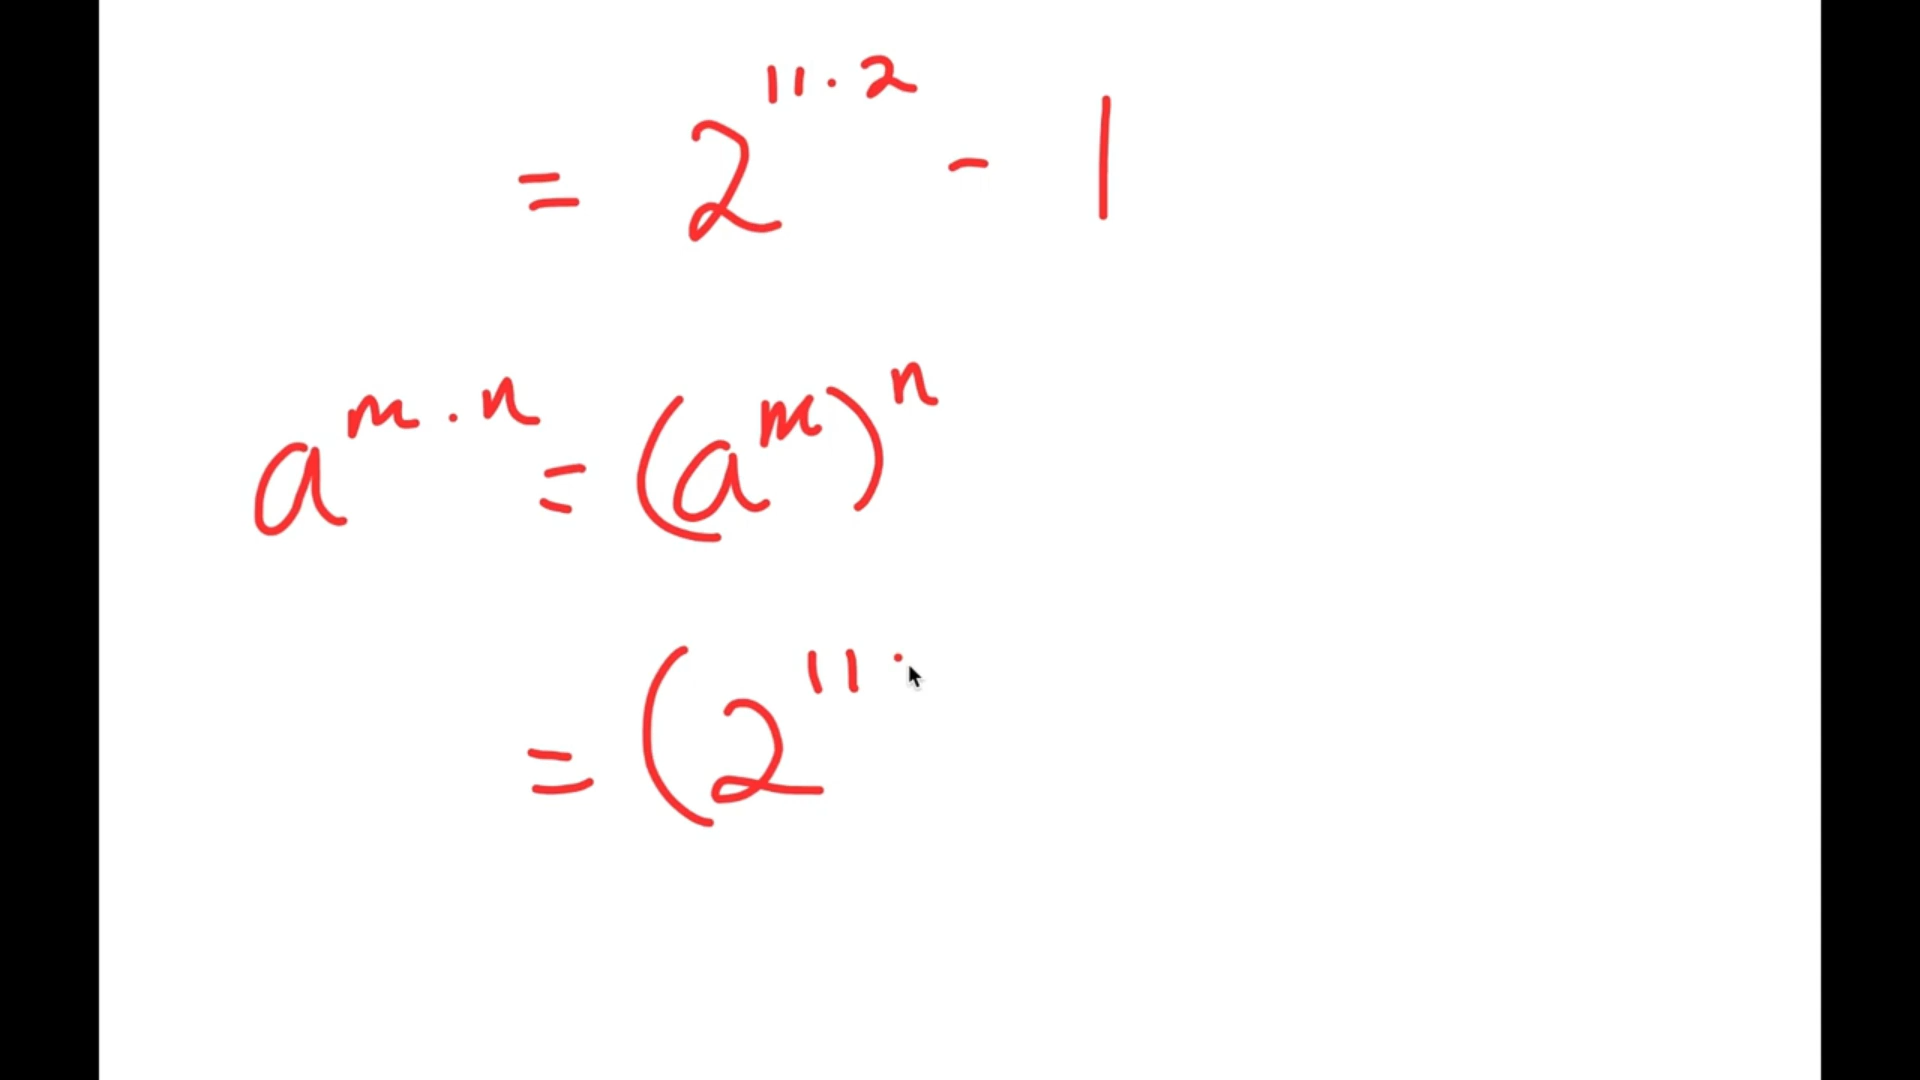 = 2^{11·2} - 1
a^{m·n} = (a^m)^n
= (2^{11}